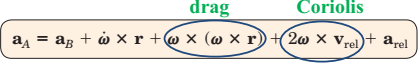 drag Coriolis
𝐚_A = 𝐚_B + 𝛚̇ × 𝐫 + 𝛚 × (𝛚 × 𝐫) + 2𝛚 × 𝐯_rel + 𝐚_rel